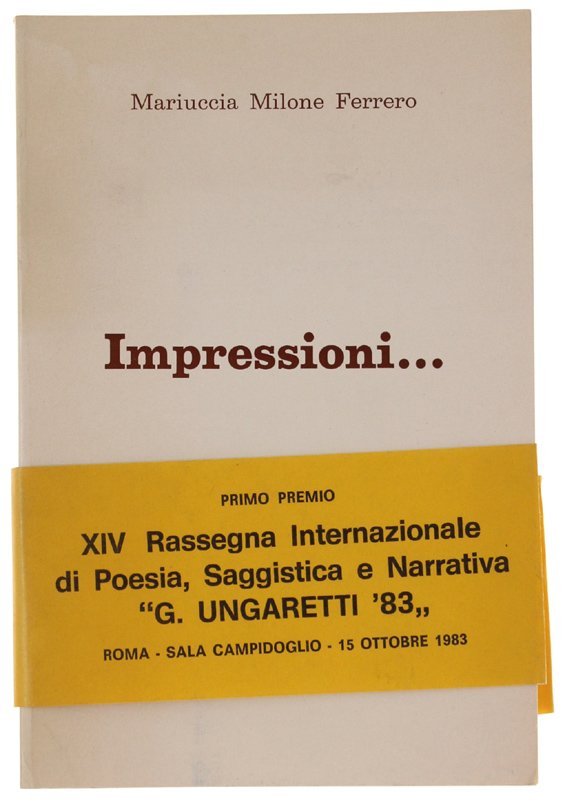 Mariuccia Milone Ferrero
Impressioni...
PRIMO PREMIO
XIV Rassegna Internazionale
di Poesia, Saggistica e Narrativa
“G. UNGARETTI '83„
ROMA - SALA CAMPIDOGLIO - 15 OTTOBRE 1983